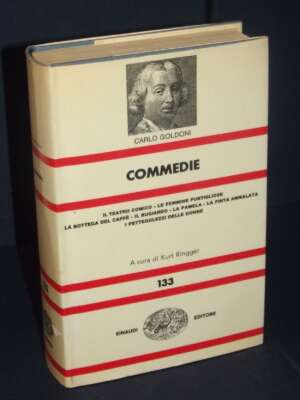 CARLO GOLDONI
COMMEDIE
IL TEATRO COMICO - LE FEMMINE PUNTIGLIOSE
LA BOTTEGA DEL CAFFÈ - IL BUGIARDO - LA PAMELA - LA FINTA AMMALATA
I PETTEGOLEZZI DELLE DONNE
A cura di Kurt Ringger
133
EINAUDI
EDITORE